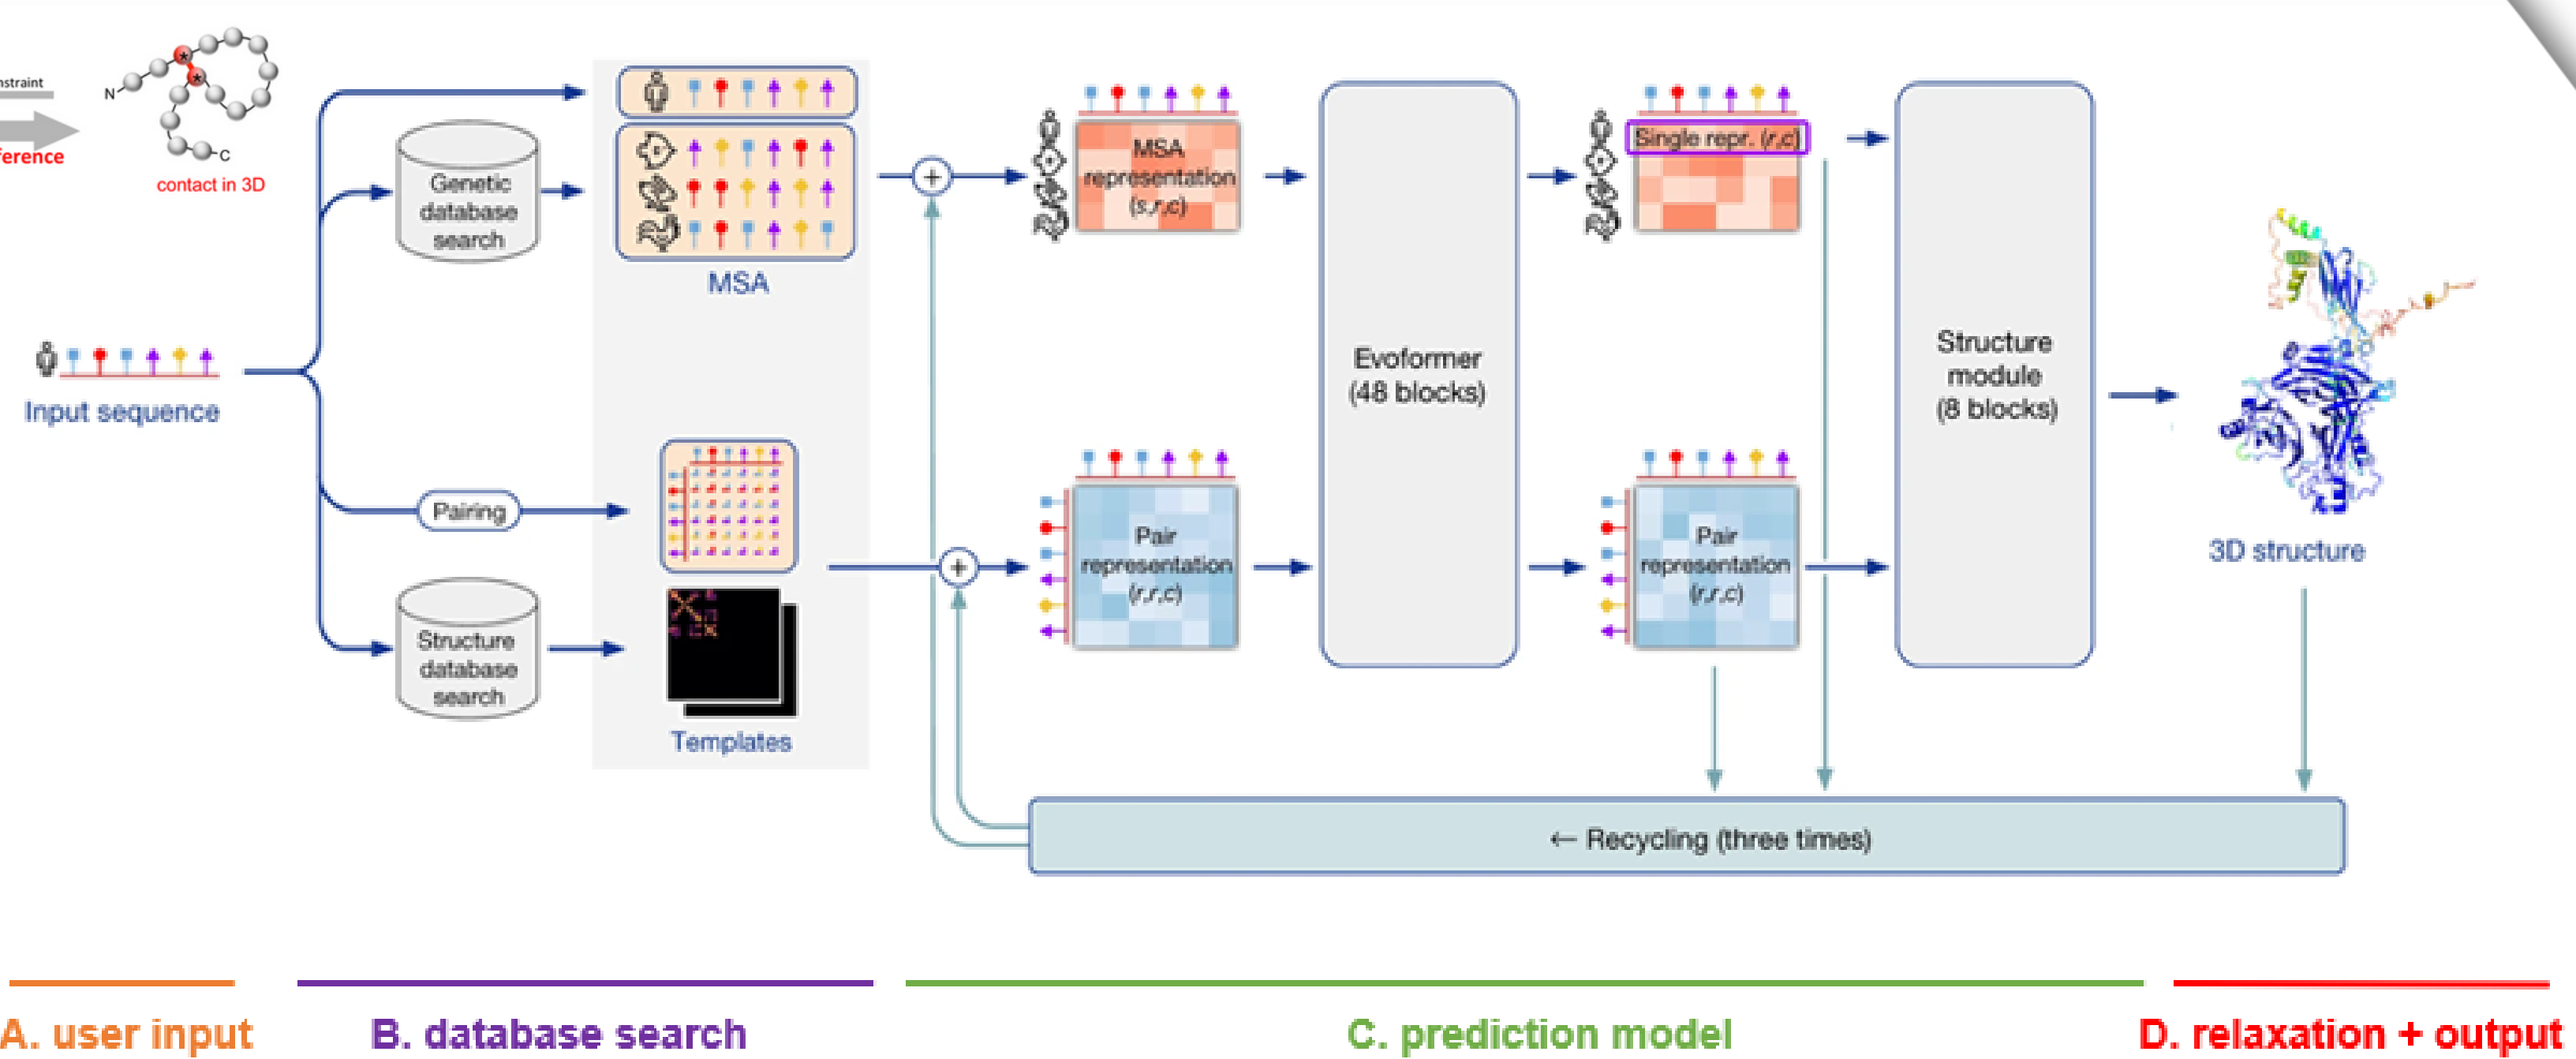 N
C
contact in 3D
Input sequence
Genetic
database
search
MSA
Pairing
Structure
database
search
Templates
+
+
MSA
representation
(s,r,c)
Pair
representation
(r,r,c)
Evoformer
(48 blocks)
Single repr. (r,c)
Pair
representation
(r,r,c)
Structure
module
(8 blocks)
3D structure
← Recycling (three times)
A. user input
B. database search
C. prediction model
D. relaxation + output